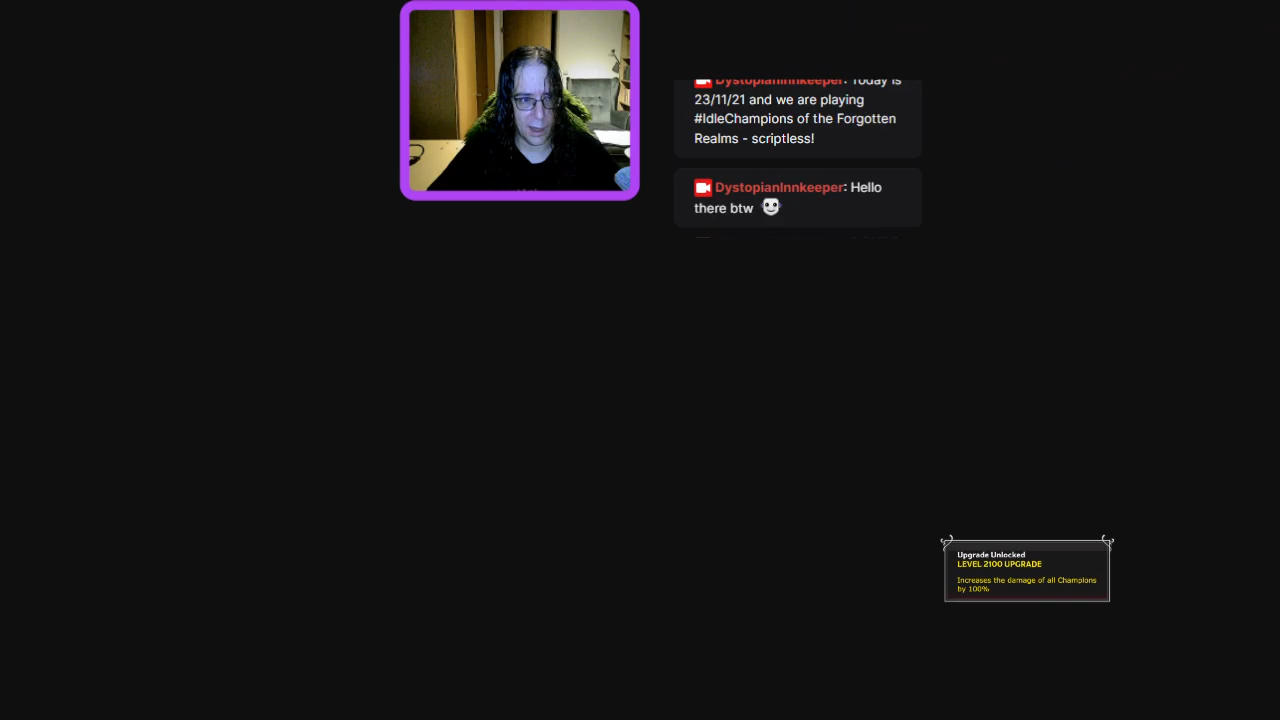 DystopianInnkeeper: Today is
23/11/21 and we are playing
#IdleChampions of the Forgotten
Realms - scriptless!
DystopianInnkeeper: Hello
there btw
Upgrade Unlocked
LEVEL 2100 UPGRADE
Increases the damage of all Champions
by 100%